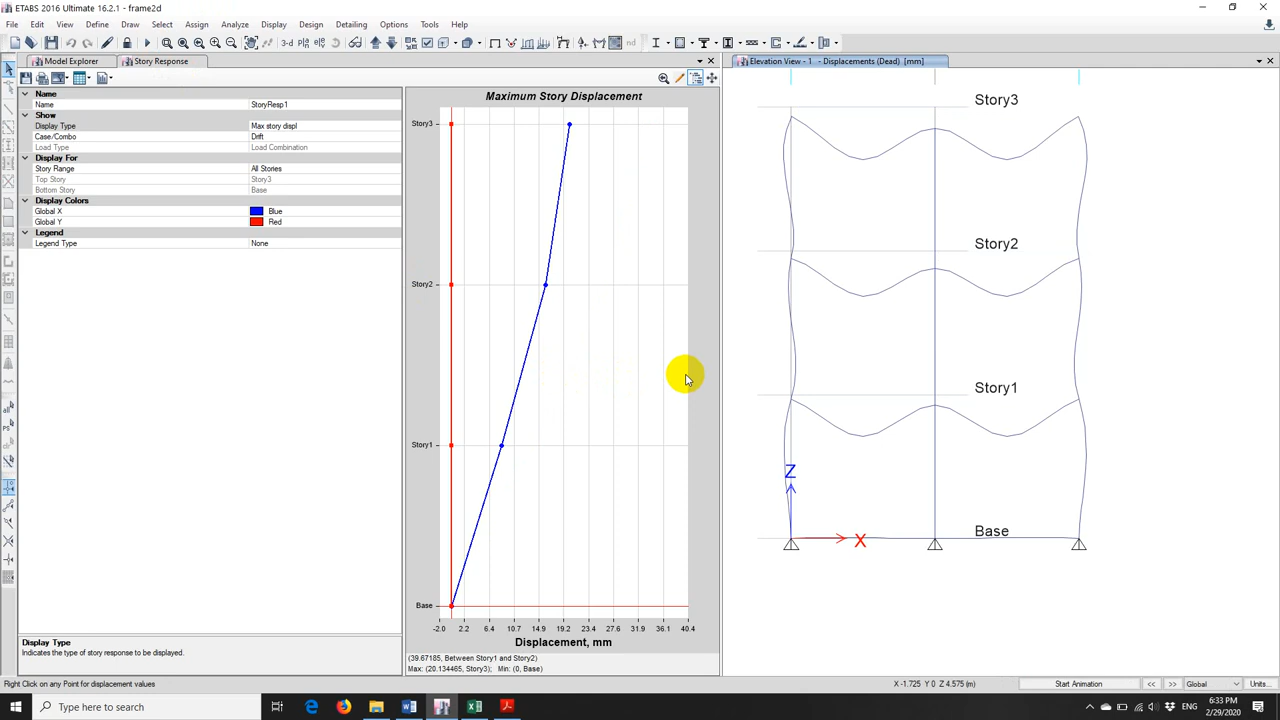 ETABS 2016 Ultimate 16.2.1 - frame2d
File Edit View Define Draw Select Assign Analyze Display Design Detailing Options Tools Help
3-d
nd
Model Explorer
Story Response
Elevation View - 1 - Displacements (Dead) [mm]
Name
Name StoryResp1
Show
Display Type Max story displ
Case/Combo Drift
Load Type Load Combination
Display For
Story Range All Stories
Top Story Story3
Bottom Story Base
Display Colors
Global X Blue
Global Y Red
Legend
Legend Type None
Display Type
Indicates the type of story response to be displayed.
Maximum Story Displacement
Story3
Story2
Story1
Base
-2.0 2.2 6.4 10.7 14.9 19.2 23.4 27.6 31.9 36.1 40.4
Displacement, mm
(39.67185, Between Story1 and Story2)
Max: (20.134465, Story3); Min: (0, Base)
Story3
Story2
Story1
Z
Base
X
Right Click on any Point for displacement values
X -1.725 Y 0 Z 4.575 (m)
Start Animation
<< >>
Global
Units...
Type here to search
ENG
6:33 PM
2/29/2020